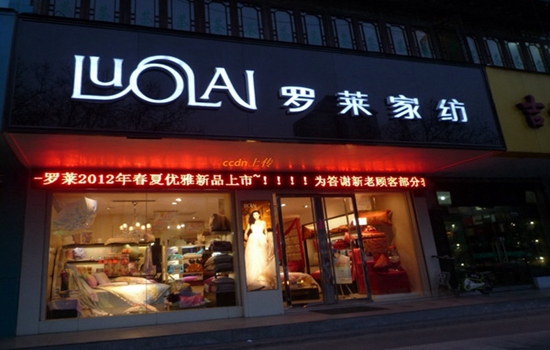 LUOLAI 罗莱家纺
吉
ccdn上传
-罗莱2012年春夏优雅新品上市~!!!!为答谢新老顾客部分